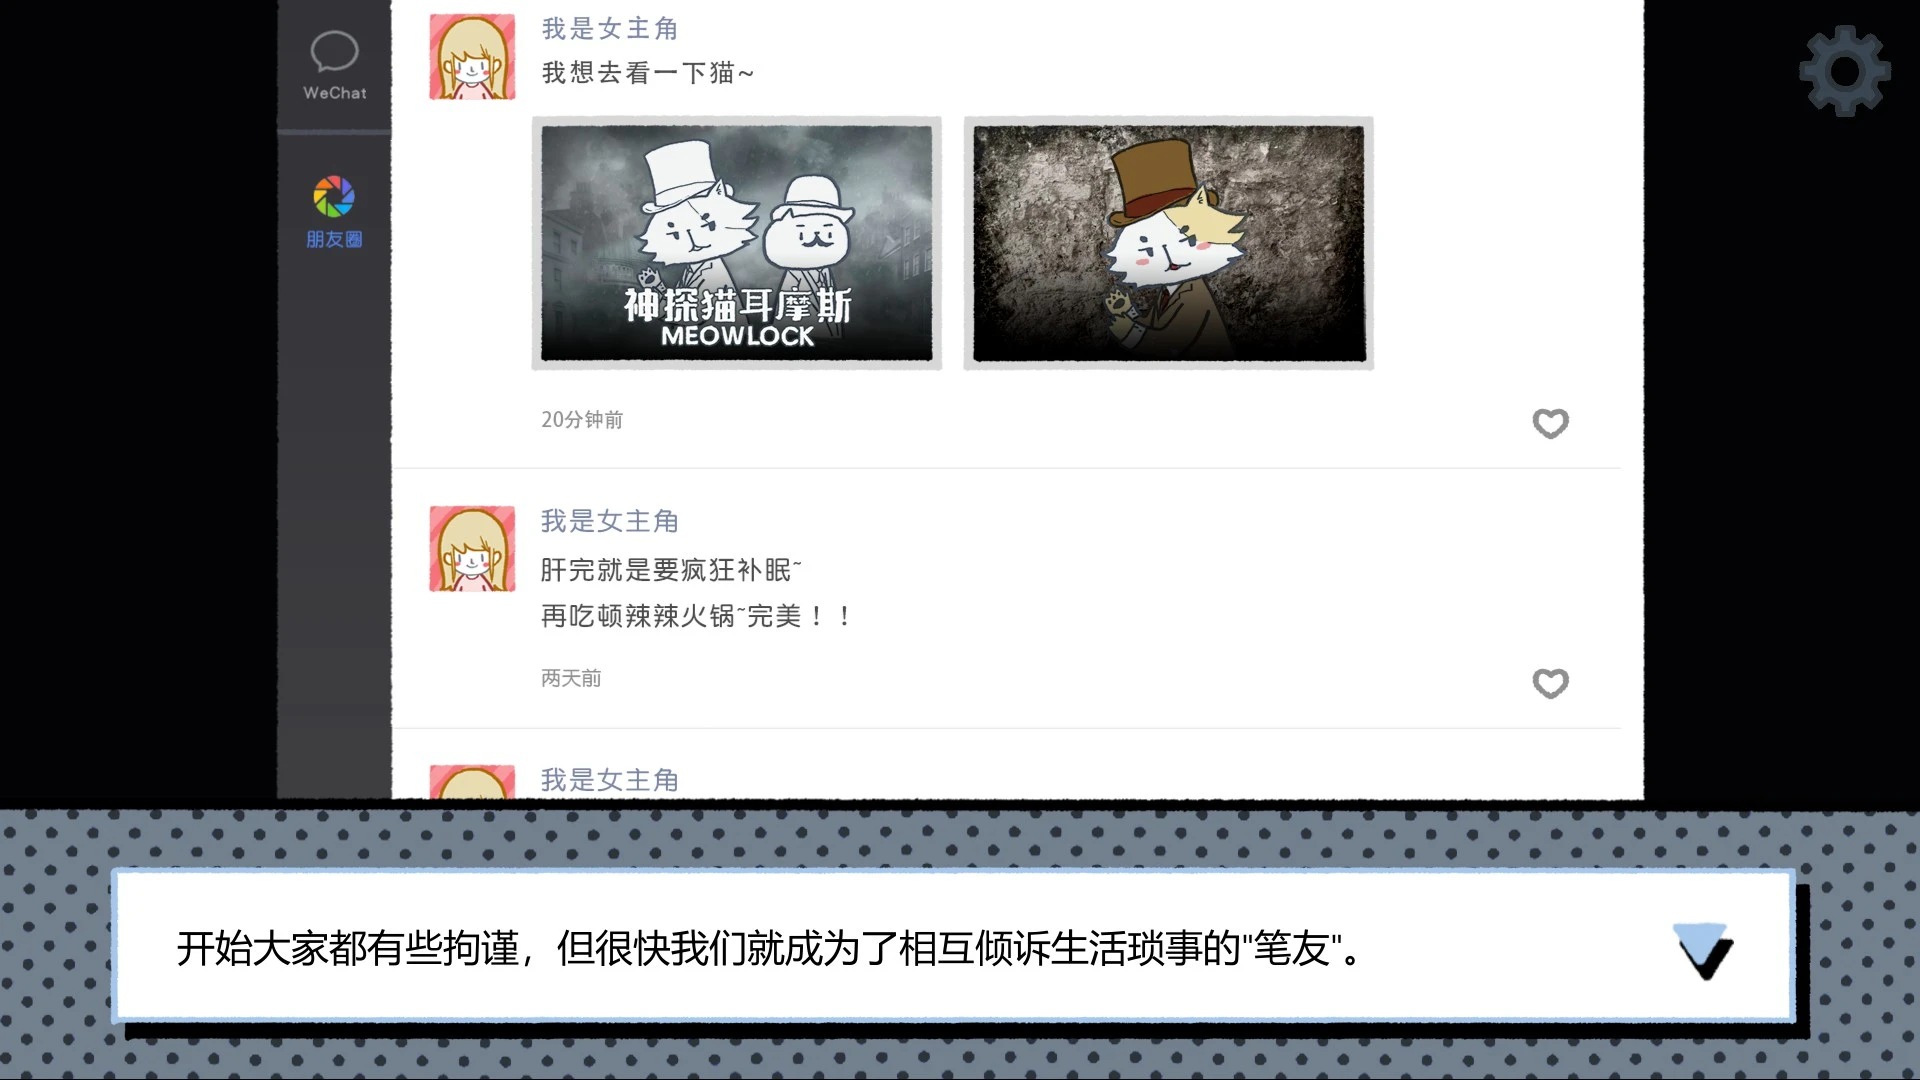 WeChat
朋友圈
我是女主角
我想去看一下猫~
神探猫耳摩斯
MEOWLOCK
20分钟前
我是女主角
肝完就是要疯狂补眠~
再吃顿辣辣火锅~完美！！
两天前
我是女主角
开始大家都有些拘谨，但很快我们就成为了相互倾诉生活琐事的"笔友"。